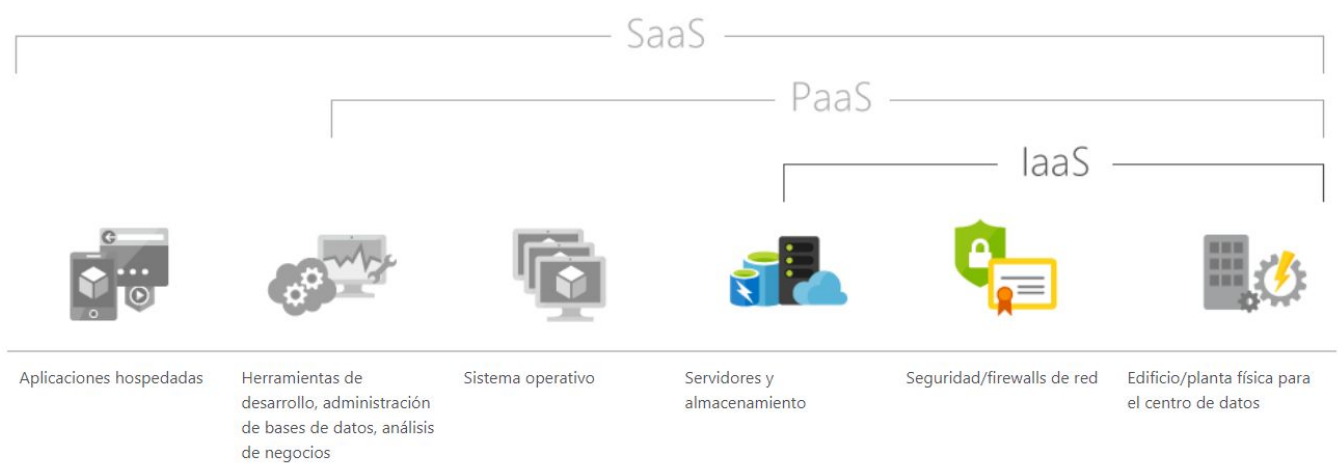 SaaS
PaaS
IaaS
Aplicaciones hospedadas
Herramientas de
desarrollo, administración
de bases de datos, análisis
de negocios
Sistema operativo
Servidores y
almacenamiento
Seguridad/firewalls de red
Edificio/planta física para
el centro de datos